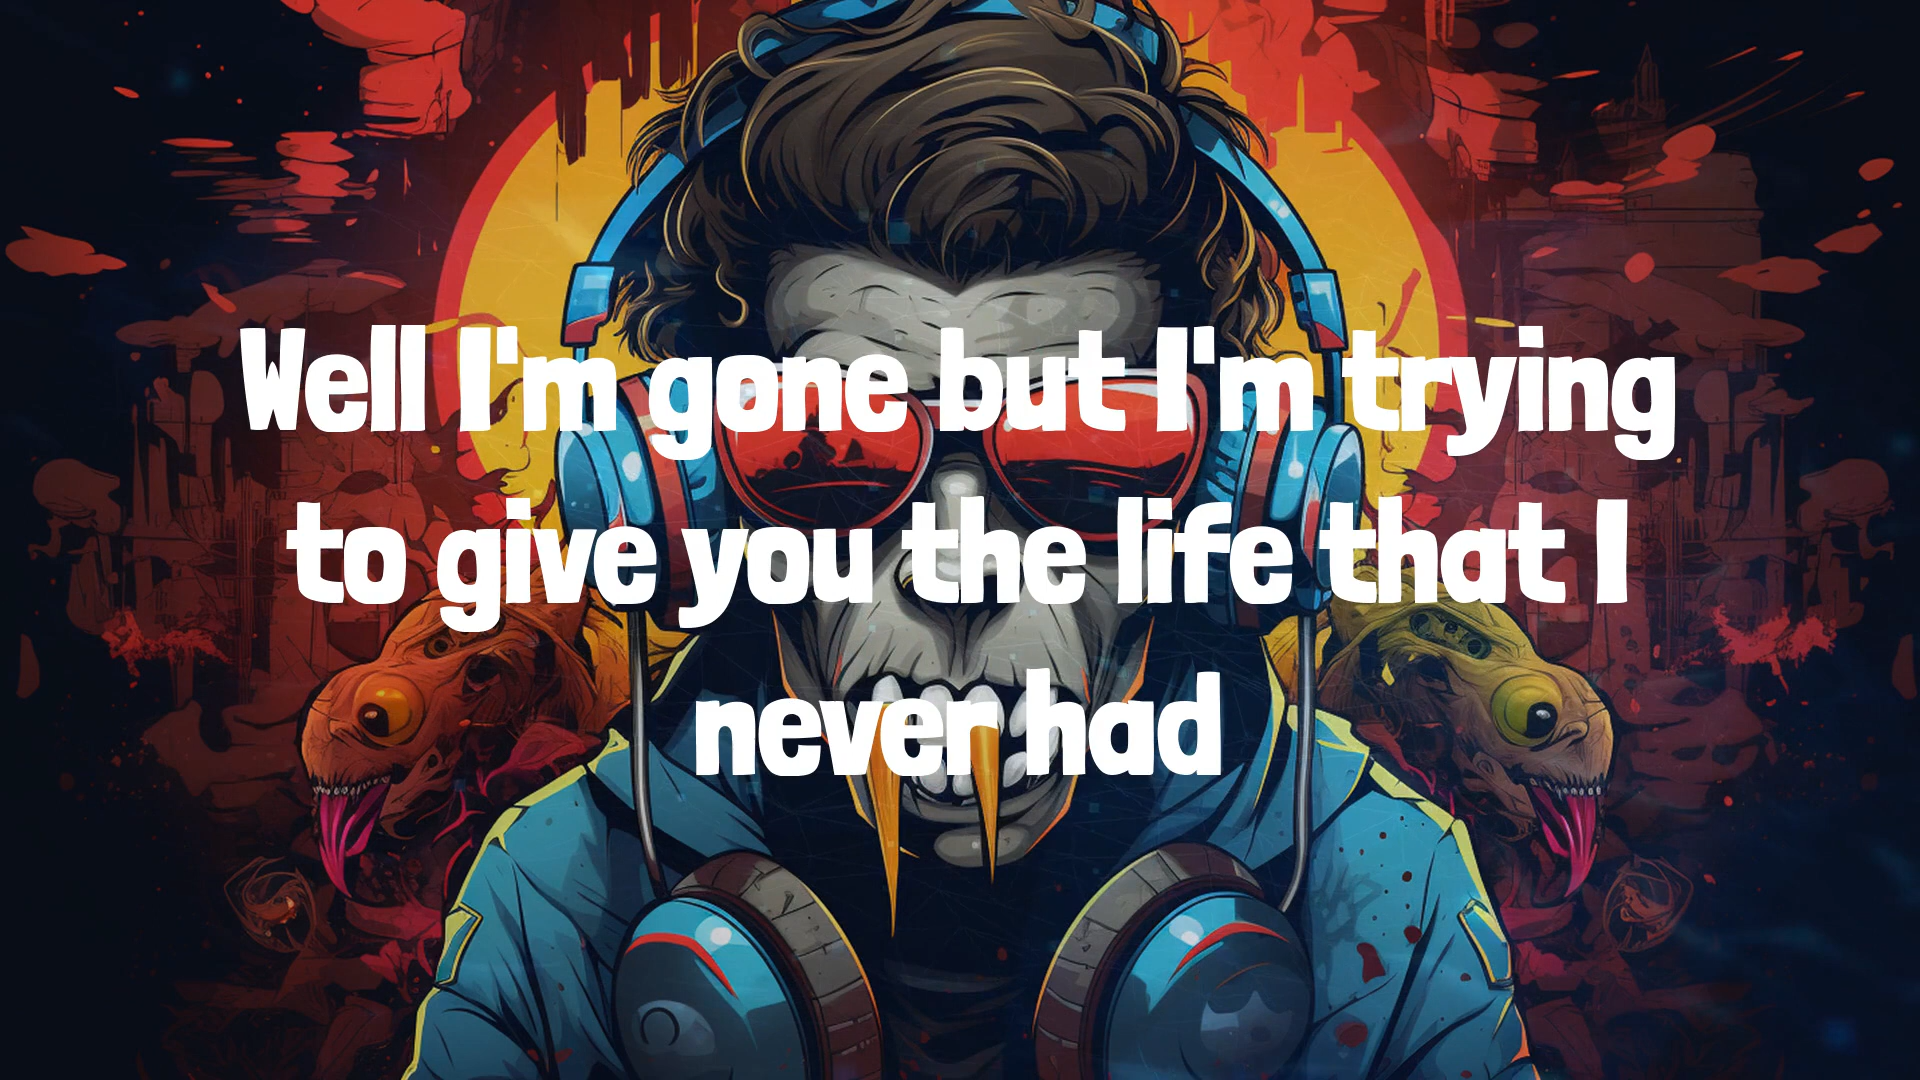 Well I'm gone but I'm trying
to give you the life that I
never had